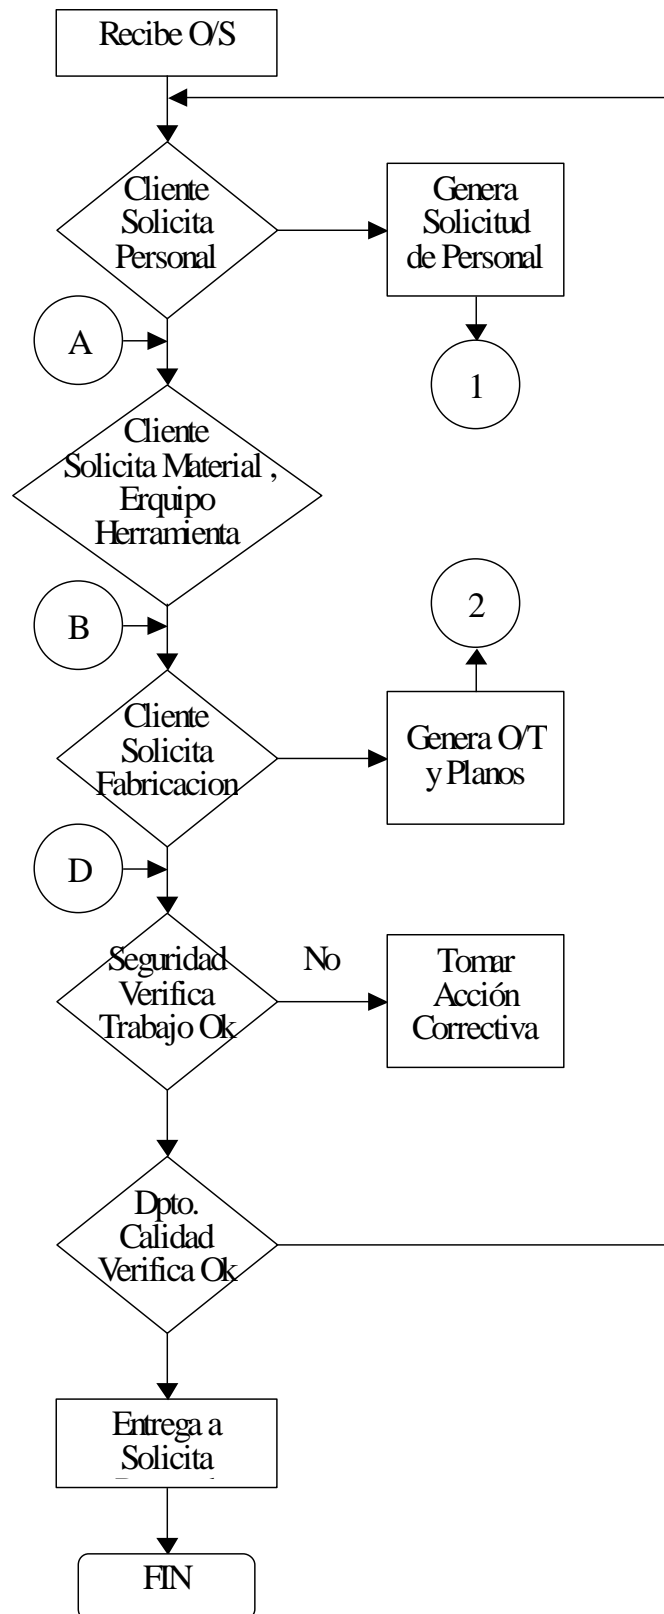 Recibe O/S
Cliente
Solicita
Personal
Genera
Solicitud
de Personal
A
1
Cliente
Solicita Material ,
Erquipo
Herramienta
B
2
Cliente
Solicita
Fabricacion
Genera O/T
y Planos
D
Seguridad
Verifica
Trabajo Ok
No
Tomar
Acción
Correctiva
Dpto.
Calidad
Verifica Ok
Entrega a
Solicita
FIN